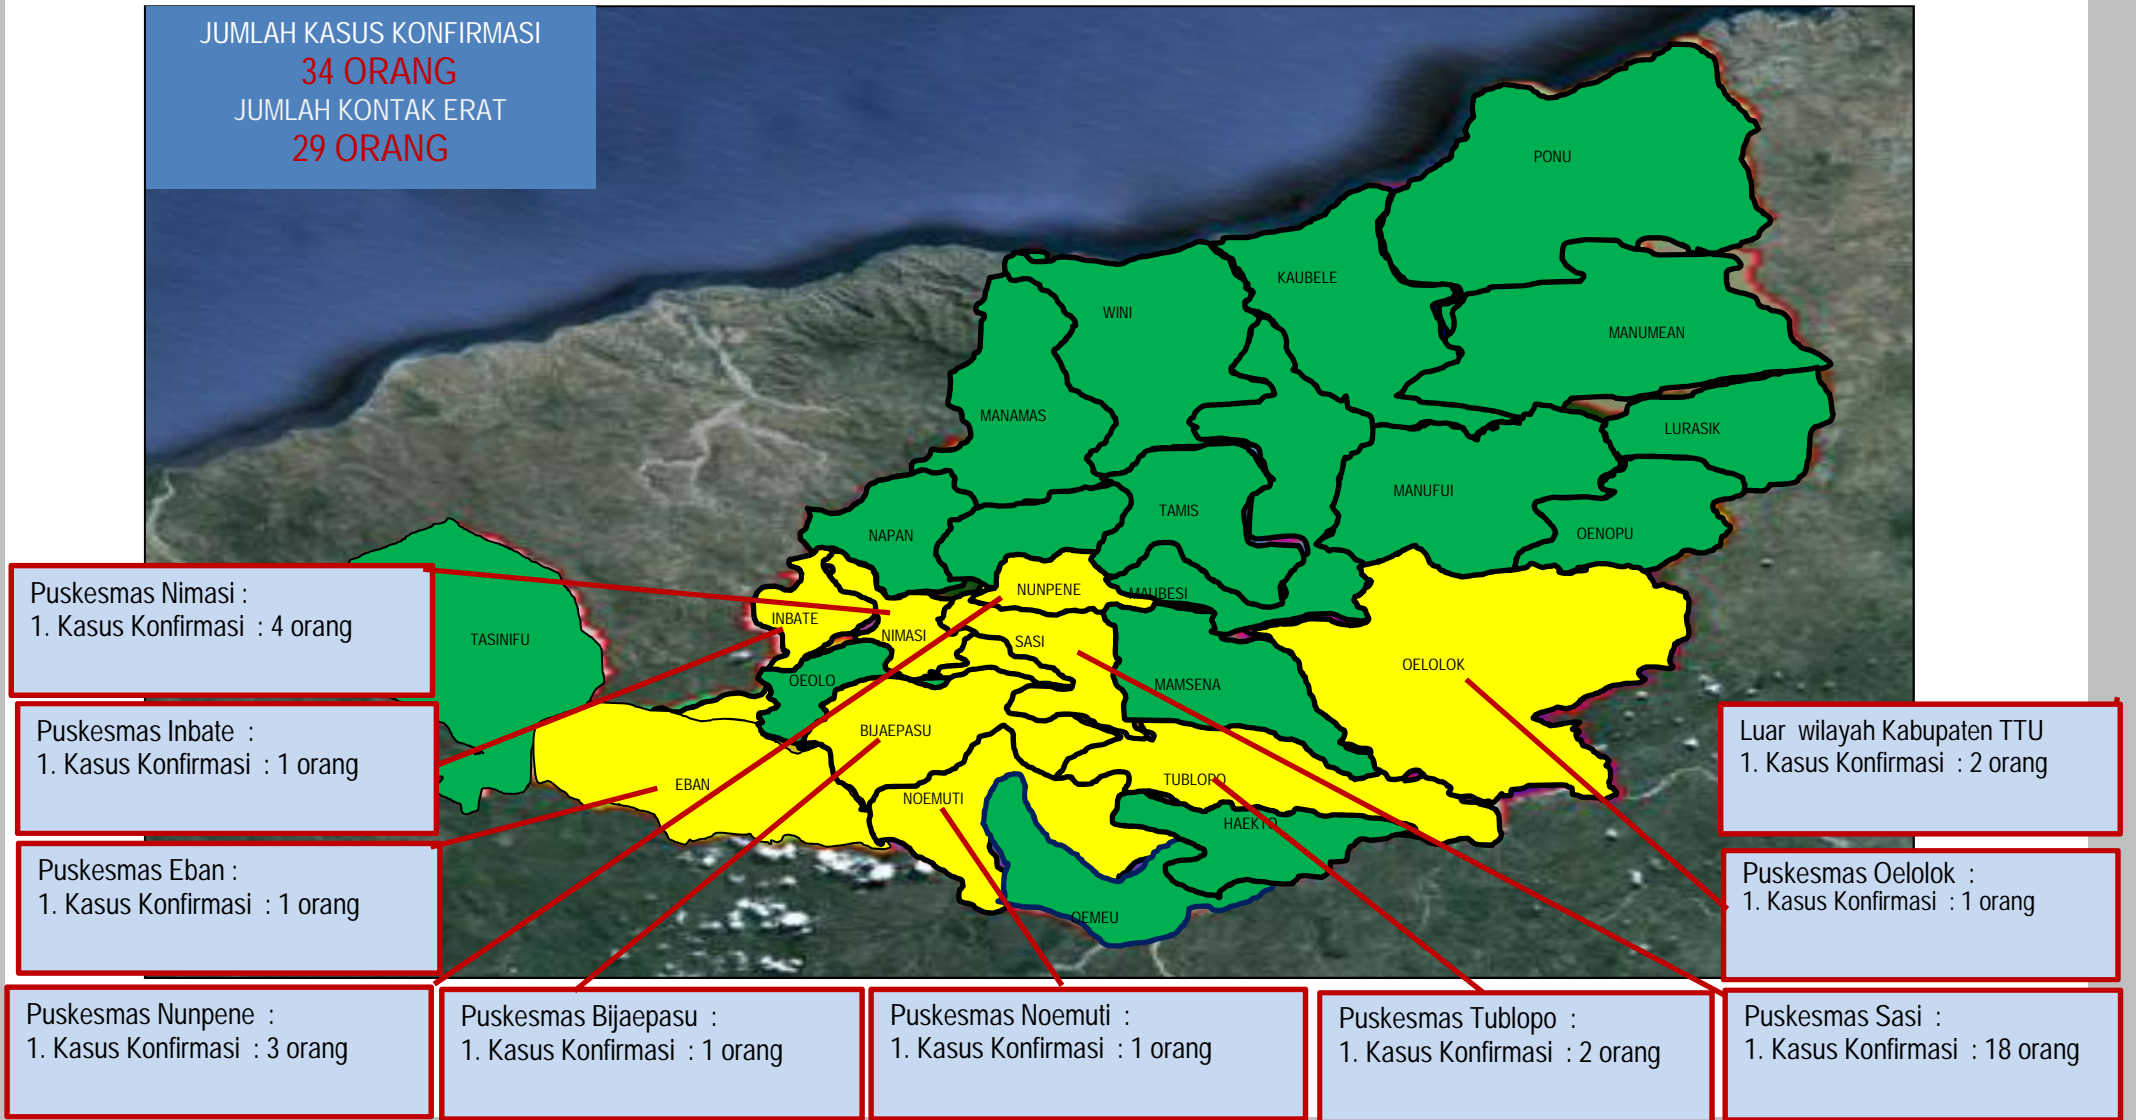 JUMLAH KASUS KONFIRMASI
34 ORANG
JUMLAH KONTAK ERAT
29 ORANG
PONU
KAUBELE
WINI
MANUMEAN
MANAMAS
LURASIK
MANUFUI
TAMIS
NAPAN
OENOPU
NUNPENE
MAUBESI
INBATE
NIMASI
SASI
TASINIFU
OELOLOK
OEOLO
MAMSENA
BIJAEPASU
EBAN
TUBLOPO
NOEMUTI
HAEKTO
OEMEU
Puskesmas Nimasi :
1. Kasus Konfirmasi : 4 orang
Puskesmas Inbate :
1. Kasus Konfirmasi : 1 orang
Puskesmas Eban :
1. Kasus Konfirmasi : 1 orang
Puskesmas Nunpene :
1. Kasus Konfirmasi : 3 orang
Puskesmas Bijaepasu :
1. Kasus Konfirmasi : 1 orang
Puskesmas Noemuti :
1. Kasus Konfirmasi : 1 orang
Puskesmas Tublopo :
1. Kasus Konfirmasi : 2 orang
Luar wilayah Kabupaten TTU
1. Kasus Konfirmasi : 2 orang
Puskesmas Oelolok :
1. Kasus Konfirmasi : 1 orang
Puskesmas Sasi :
1. Kasus Konfirmasi : 18 orang